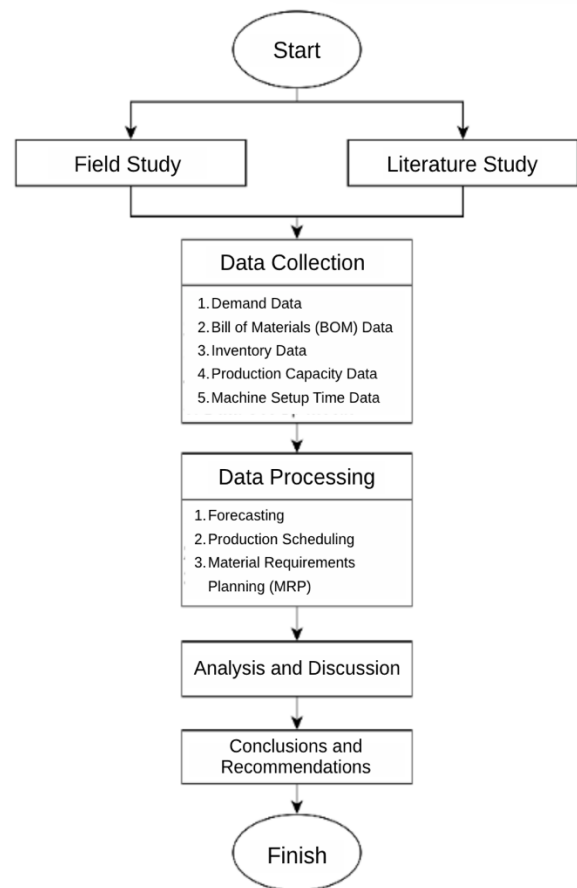 Start
Field Study
Literature Study
Data Collection
1. Demand Data
2. Bill of Materials (BOM) Data
3. Inventory Data
4. Production Capacity Data
5. Machine Setup Time Data
Data Processing
1. Forecasting
2. Production Scheduling
3. Material Requirements
Planning (MRP)
Analysis and Discussion
Conclusions and
Recommendations
Finish